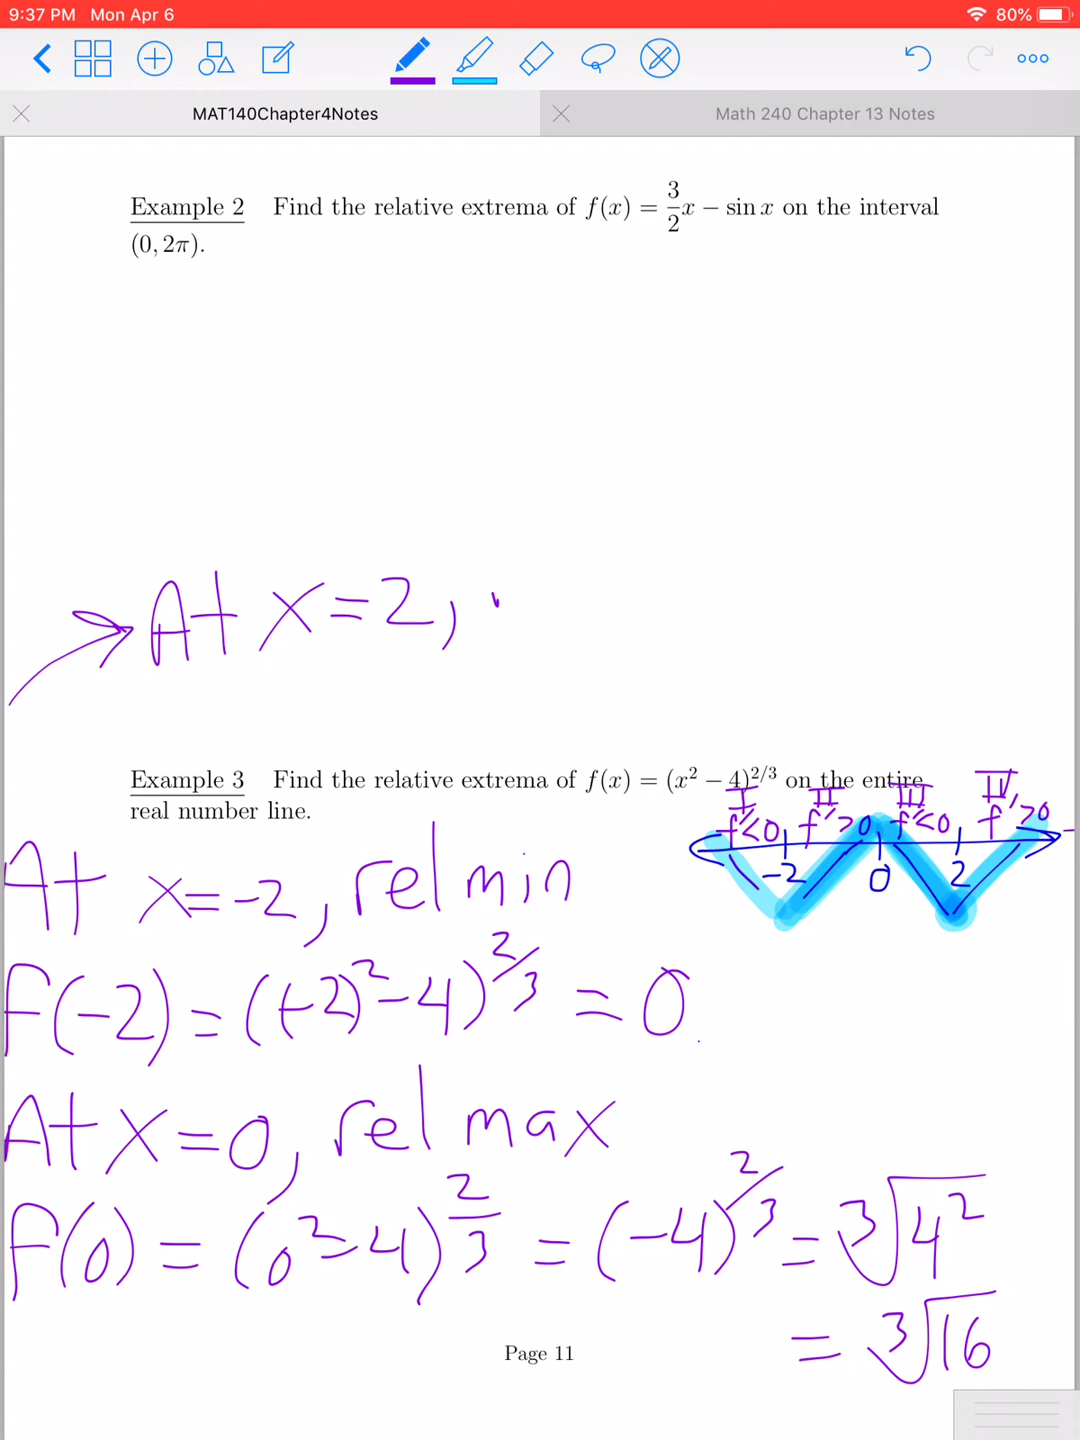 9:37 PM Mon Apr 6 80%
MAT140Chapter4Notes Math 240 Chapter 13 Notes
Example 2 Find the relative extrema of f(x) = 3/2 x − sin x on the interval
(0, 2π).
At x=2,
Example 3 Find the relative extrema of f(x) = (x² − 4)^{2/3} on the entire
real number line.
I II III IV
f'<0 f'>0 f'<0 f'>0
-2 0 2
At x=-2, rel min
f(-2) = ((-2)²-4)^{2/3} = 0
At x=0, rel max
f(0) = (0²-4)^{2/3} = (-4)^{2/3} = ∛4²
= ∛16
Page 11